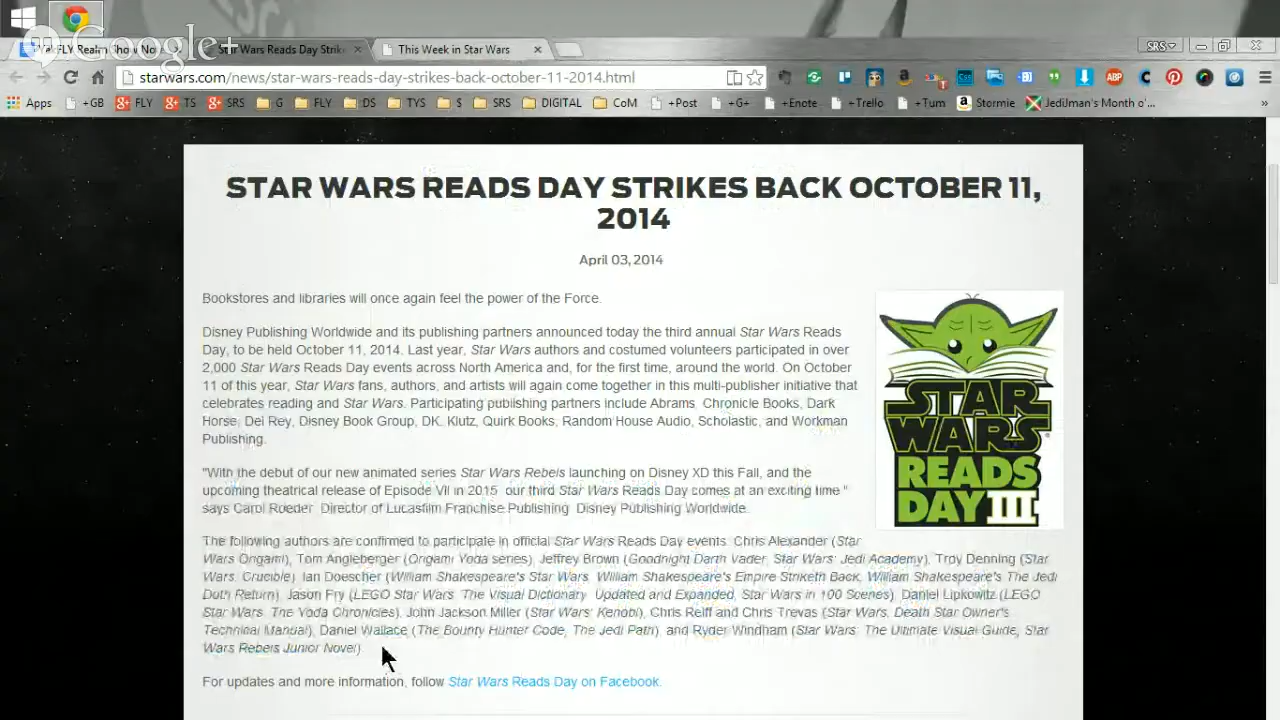 Google+
FLY Realm Show No
Star Wars Reads Day Strik
This Week in Star Wars
SRS
starwars.com/news/star-wars-reads-day-strikes-back-october-11-2014.html
Apps +GB FLY TS SRS G FLY DS TYS $ SRS DIGITAL CoM +Post +G+ +Enote +Trello +Tum Stormie JediJman's Month o'... »
STAR WARS READS DAY STRIKES BACK OCTOBER 11,
2014
April 03, 2014
Bookstores and libraries will once again feel the power of the Force.
Disney Publishing Worldwide and its publishing partners announced today the third annual Star Wars Reads
Day, to be held October 11, 2014. Last year, Star Wars authors and costumed volunteers participated in over
2,000 Star Wars Reads Day events across North America and, for the first time, around the world. On October
11 of this year, Star Wars fans, authors, and artists will again come together in this multi-publisher initiative that
celebrates reading and Star Wars. Participating publishing partners include Abrams, Chronicle Books, Dark
Horse, Del Rey, Disney Book Group, DK, Klutz, Quirk Books, Random House Audio, Scholastic, and Workman
Publishing.
"With the debut of our new animated series Star Wars Rebels launching on Disney XD this Fall, and the
upcoming theatrical release of Episode VII in 2015 our third Star Wars Reads Day comes at an exciting time "
says Carol Roeder Director of Lucasfilm Franchise Publishing Disney Publishing Worldwide.
The following authors are confirmed to participate in official Star Wars Reads Day events: Chris Alexander (Star
Wars Origami), Tom Angleberger (Origami Yoda series), Jeffrey Brown (Goodnight Darth Vader, Star Wars: Jedi Academy), Troy Denning (Star
Wars: Crucible), Ian Doescher (William Shakespeare's Star Wars, William Shakespeare's Empire Striketh Back, William Shakespeare's The Jedi
Doth Return), Jason Fry (LEGO Star Wars: The Visual Dictionary Updated and Expanded, Star Wars in 100 Scenes), Daniel Lipkowitz (LEGO
Star Wars: The Yoda Chronicles), John Jackson Miller (Star Wars: Kenobi), Chris Reiff and Chris Trevas (Star Wars: Death Star Owner's
Technical Manual), Daniel Wallace (The Bounty Hunter Code, The Jedi Path), and Ryder Windham (Star Wars: The Ultimate Visual Guide, Star
Wars Rebels Junior Novel)
For updates and more information, follow Star Wars Reads Day on Facebook.
STAR
WARS
READS
DAY III